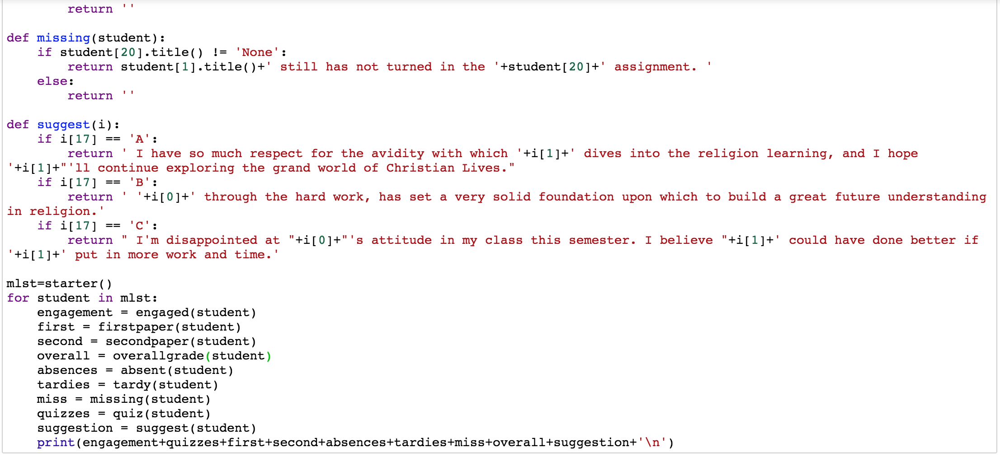 return ''

def missing(student):
    if student[20].title() != 'None':
        return student[1].title()+' still has not turned in the '+student[20]+' assignment. '
    else:
        return ''

def suggest(i):
    if i[17] == 'A':
        return ' I have so much respect for the avidity with which '+i[1]+' dives into the religion learning, and I hope
'+i[1]+"'ll continue exploring the grand world of Christian Lives."
    if i[17] == 'B':
        return ' '+i[0]+' through the hard work, has set a very solid foundation upon which to build a great future understanding
in religion.'
    if i[17] == 'C':
        return " I'm disappointed at "+i[0]+"'s attitude in my class this semester. I believe "+i[1]+' could have done better if
'+i[1]+' put in more work and time.'

mlst=starter()
for student in mlst:
    engagement = engaged(student)
    first = firstpaper(student)
    second = secondpaper(student)
    overall = overallgrade(student)
    absences = absent(student)
    tardies = tardy(student)
    miss = missing(student)
    quizzes = quiz(student)
    suggestion = suggest(student)
    print(engagement+quizzes+first+second+absences+tardies+miss+overall+suggestion+'\n')